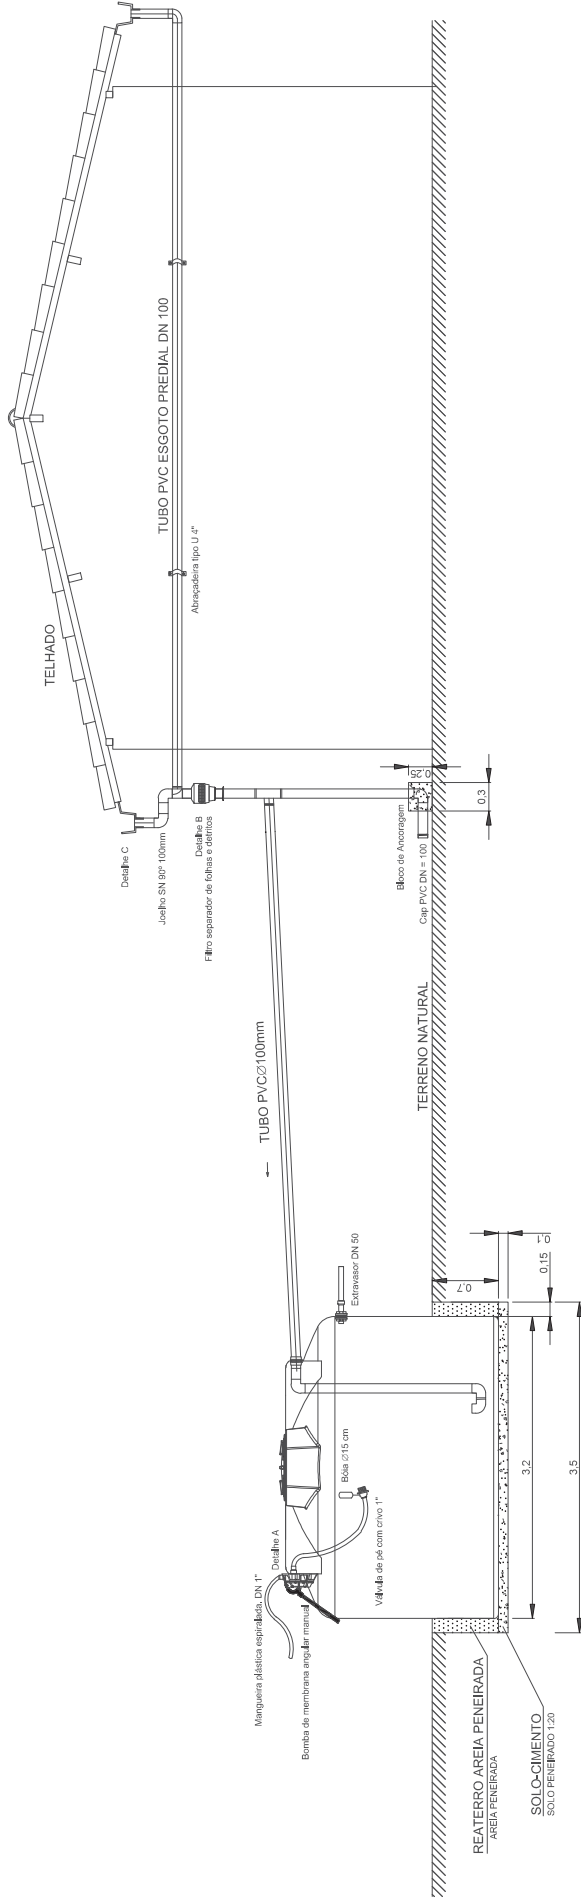 TELHADO
TUBO PVC ESGOTO PREDIAL DN 100
Abraçadeira tipo U 4"
Detalhe C
Joelho SN 90º 100mm
Detalhe B
Filtro separador de folhas e detritos
Bloco de Ancoragem
0,25
Cap PVC DN = 100
0,3
TUBO PVC∅100mm
TERRENO NATURAL
Extravasor DN 50
Mangueira plástica espiralada, DN 1"
Detalhe A
Bomba de membrana angular manual
Bóia ∅15 cm
Válvula de pé com crivo 1"
0,7
0,1
0,15
3,2
3,5
REATERRO AREIA PENEIRADA
AREIA PENEIRADA
SOLO-CIMENTO
SOLO PENEIRADO 1:20